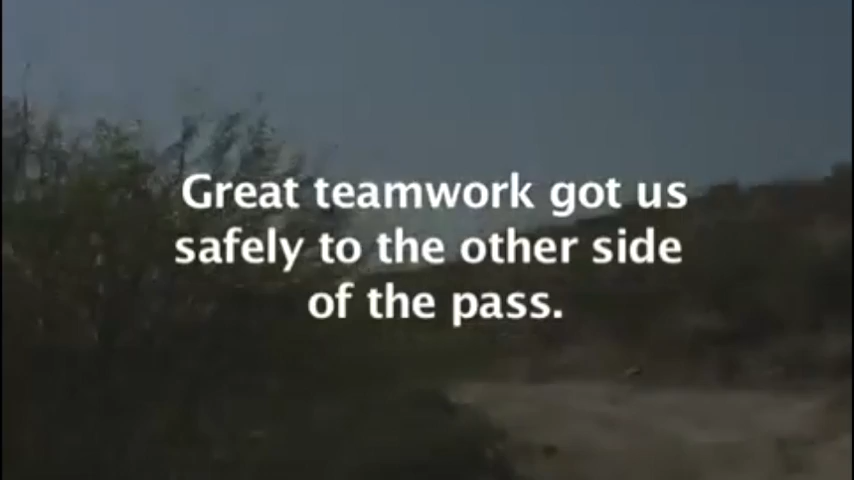 Great teamwork got us
safely to the other side
of the pass.